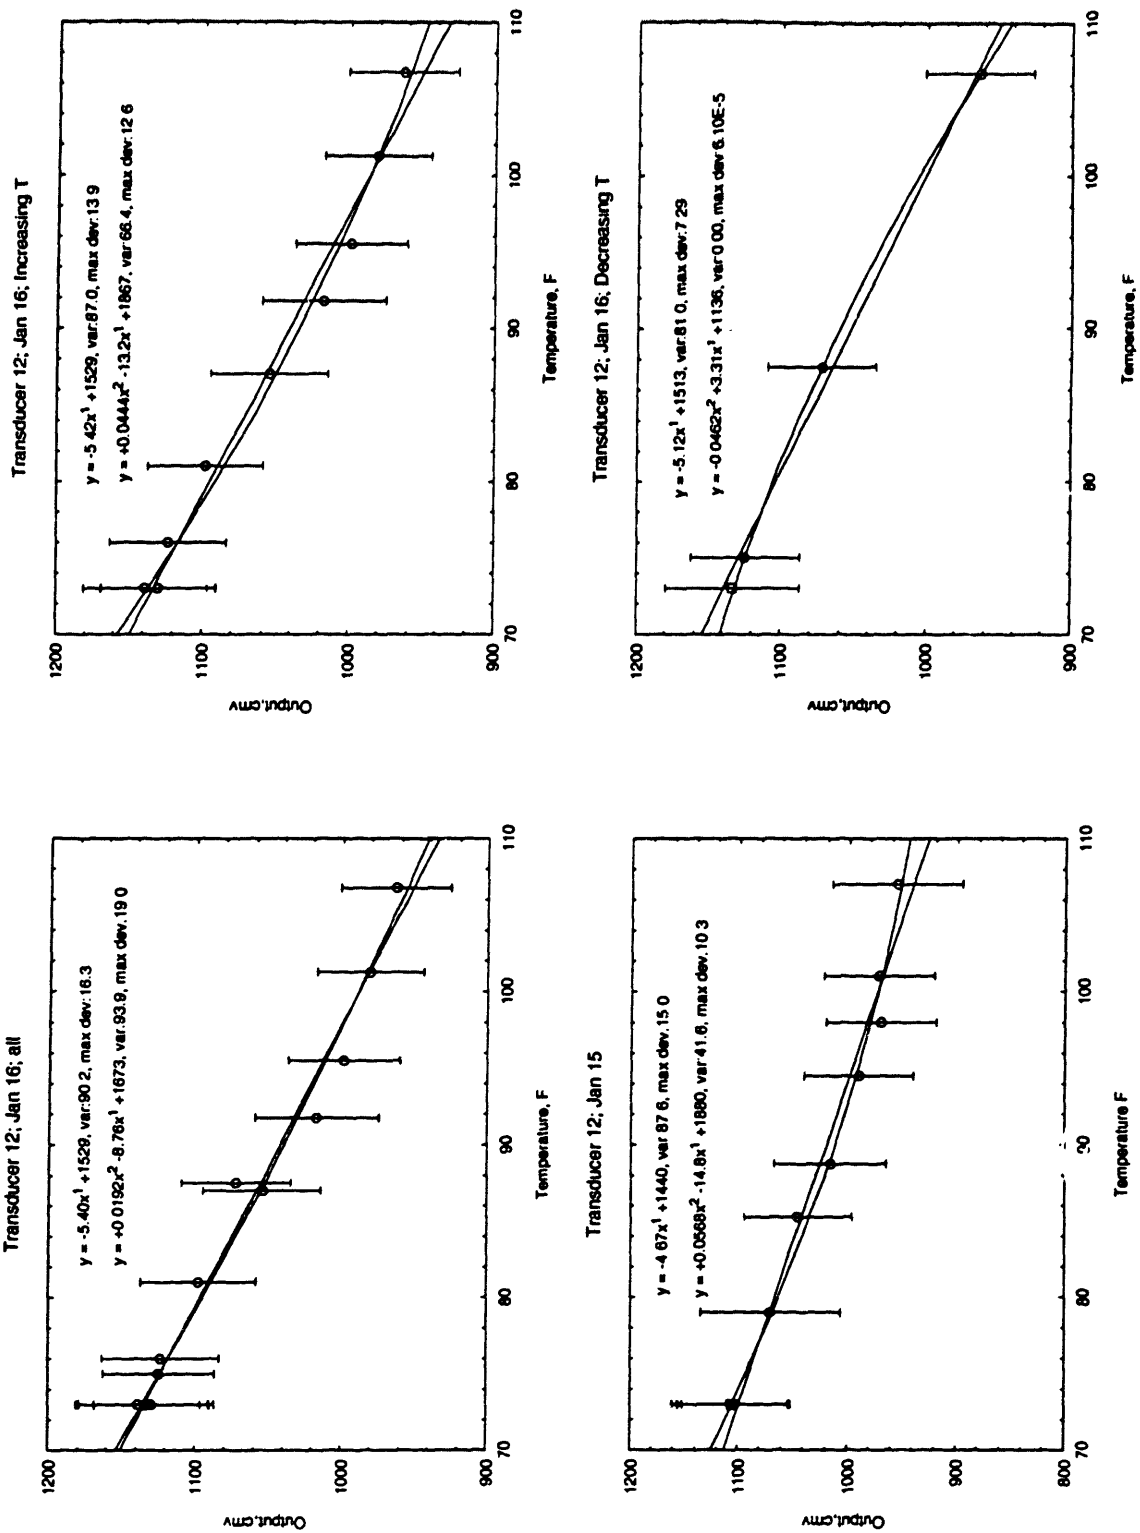 Transducer 12; Jan 16; all
y = -5.40x¹ +1529, var:90 2, max dev:16.3
y = +0 0192x² -8.76x¹ +1673, var:93.9, max dev.19 0
1200
1100
1000
900
Output,cmv
70
80
90
100
110
Temperature, F
Transducer 12; Jan 16; Increasing T
y = -5 42x¹ +1529, var:87.0, max dev:13 9
y = +0.0444x² -13.2x¹ +1867, var:66.4, max dev:12 6
1200
1100
1000
900
Output,cmv
70
80
90
100
110
Temperature, F
Transducer 12; Jan 15
y = -4 67x¹ +1440, var 87 6, max dev.15 0
y = +0.0568x² -14.8x¹ +1880, var:41.6, max dev.10 3
1200
1100
1000
900
800
Output,cmv
70
80
90
100
110
Temperature F
Transducer 12; Jan 16; Decreasing T
y = -5.12x¹ +1513, var:81 0, max dev:7 29
y = -0 0462x² +3.31x¹ +1136, var:0 00, max dev:6.10E-5
1200
1100
1000
900
Output,cmv
70
80
90
100
110
Temperature, F